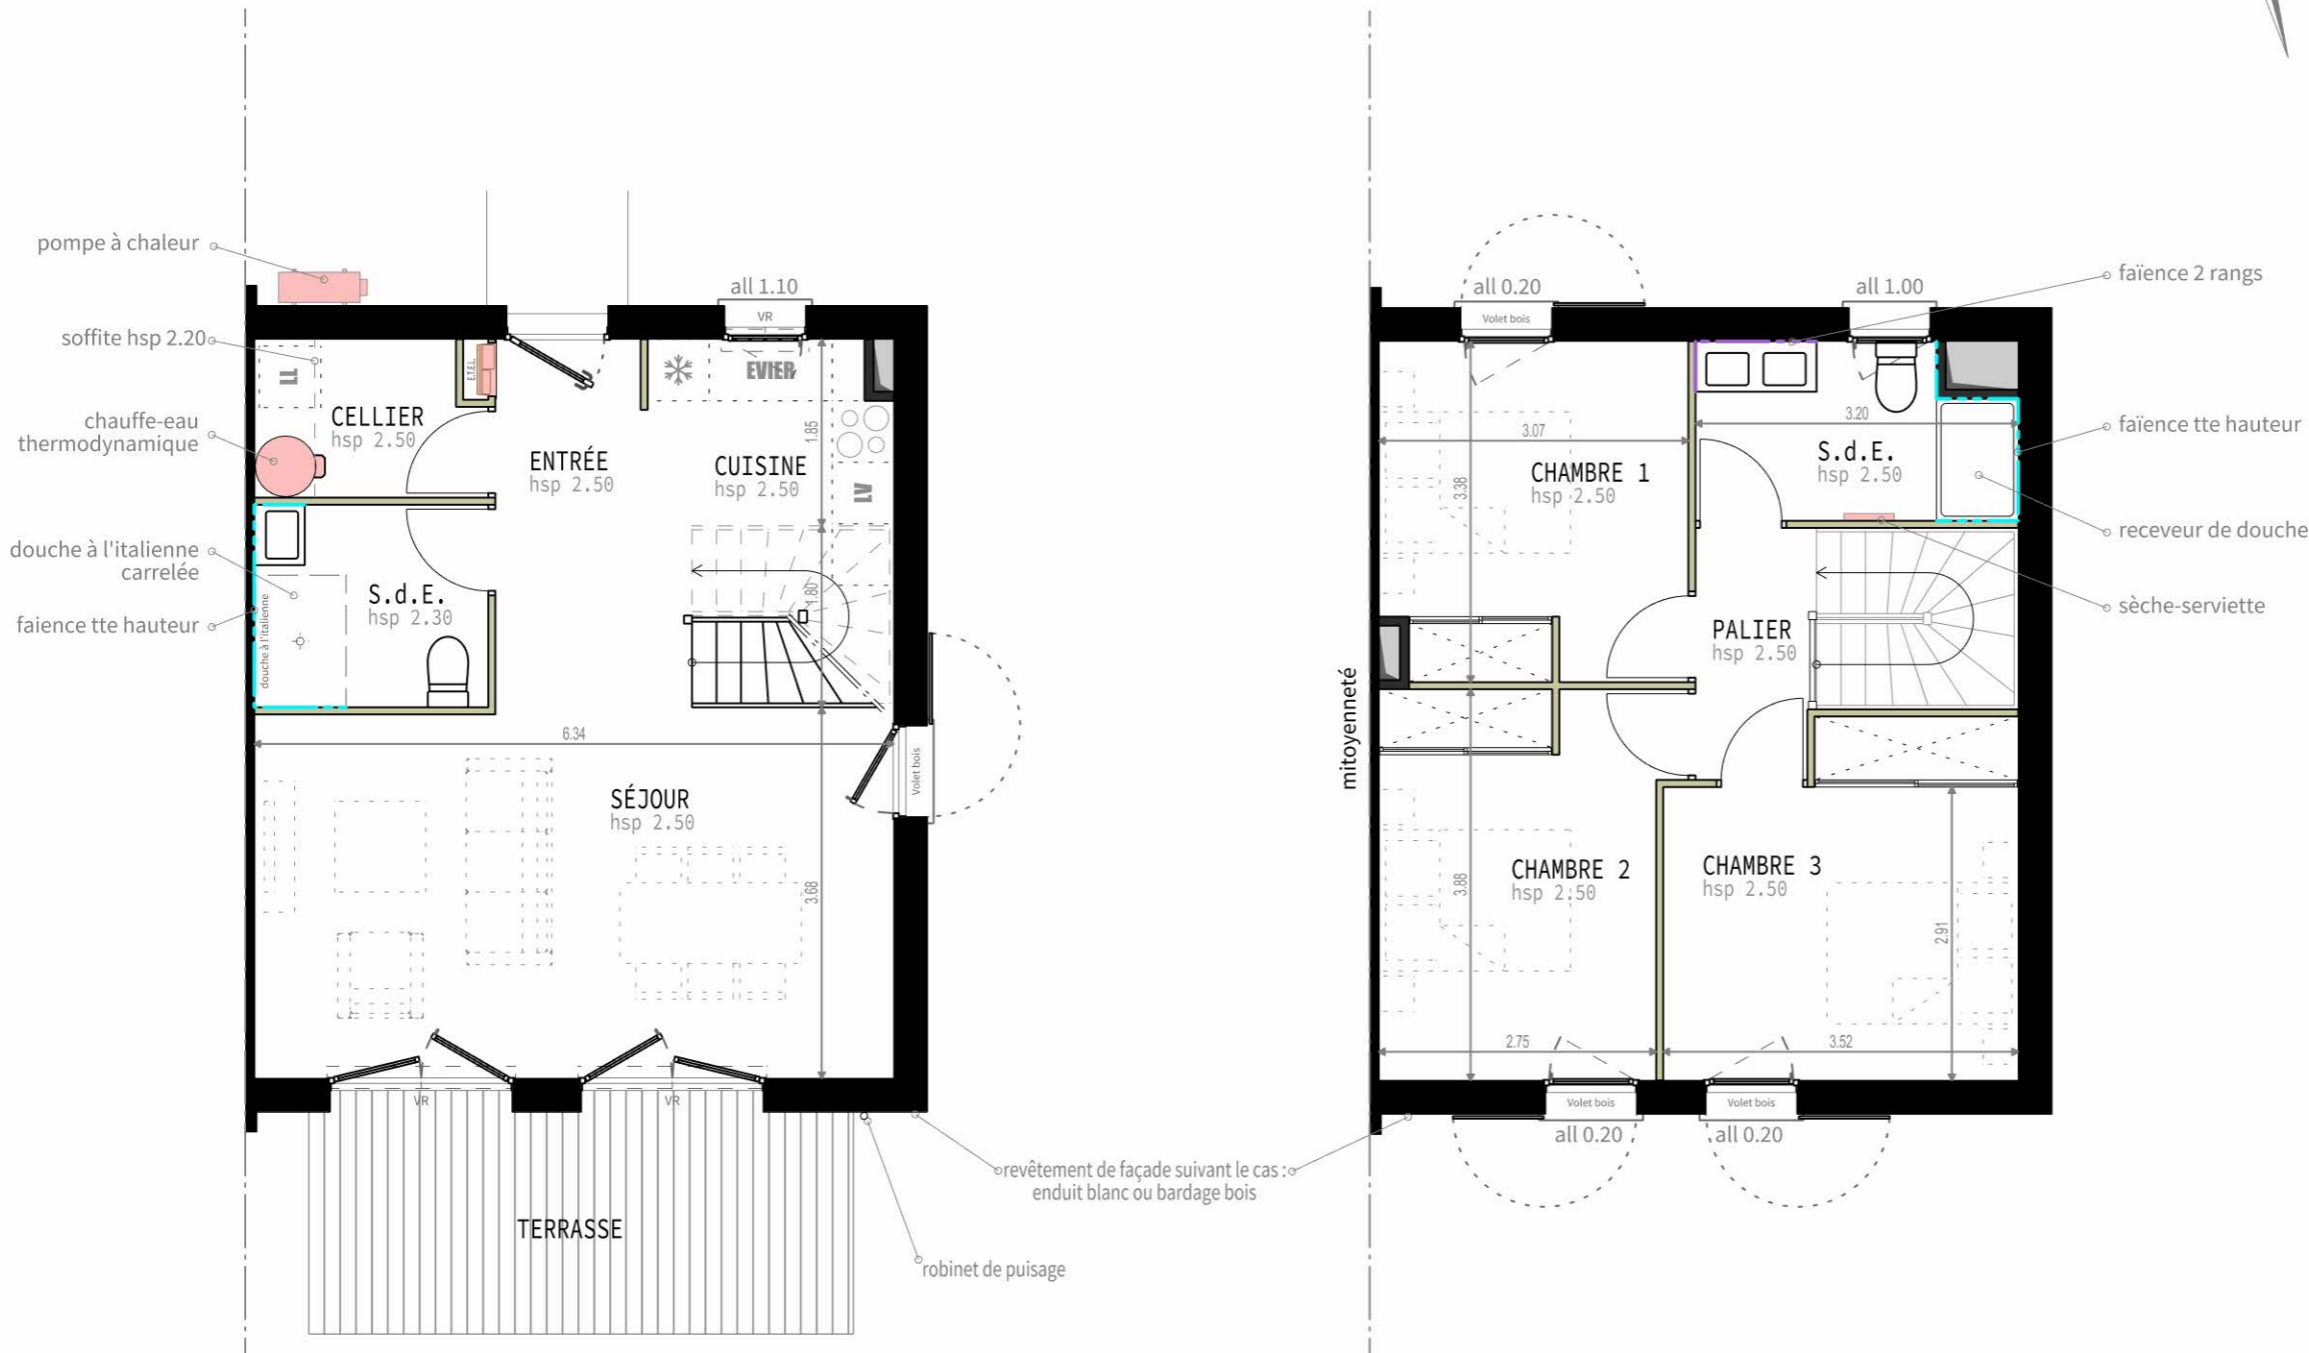 pompe à chaleur
soffite hsp 2.20
chauffe-eau
thermodynamique
douche à l'italienne
carrelée
faience tte hauteur
all 1.10
VR
LL
E.T.E.L.
EVIER
CELLIER
hsp 2.50
ENTRÉE
hsp 2.50
CUISINE
hsp 2.50
1.85
LV
S.d.E.
hsp 2.30
douche à l'italienne
1.80
6.34
Volet bois
SÉJOUR
hsp 2.50
3.68
VR
VR
TERRASSE
revêtement de façade suivant le cas :
enduit blanc ou bardage bois
robinet de puisage
all 0.20
Volet bois
all 1.00
faïence 2 rangs
3.07
3.20
faïence tte hauteur
CHAMBRE 1
hsp 2.50
3.38
S.d.E.
hsp 2.50
receveur de douche
sèche-serviette
PALIER
hsp 2.50
mitoyenneté
CHAMBRE 2
hsp 2.50
3.88
CHAMBRE 3
hsp 2.50
2.91
2.75
3.52
Volet bois
Volet bois
all 0.20
all 0.20